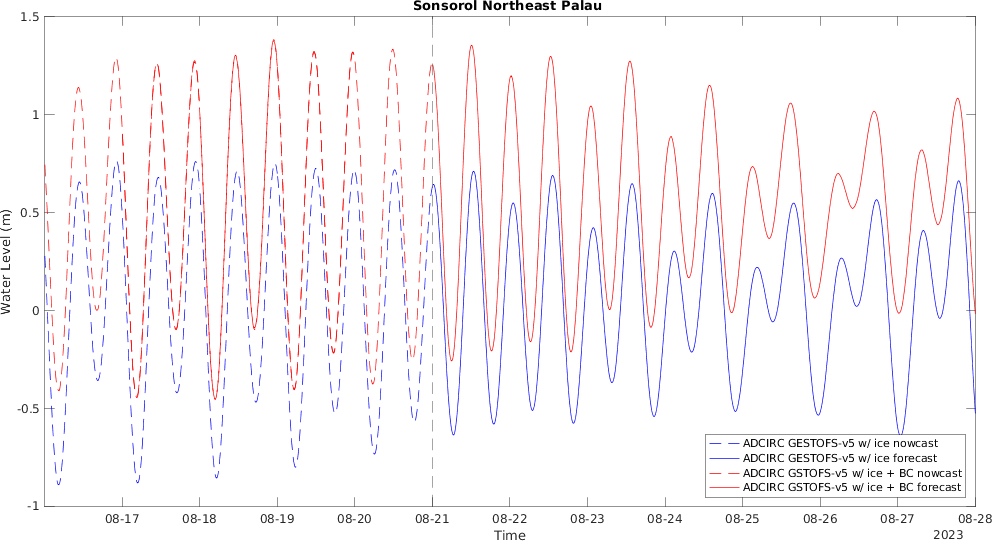 Sonsorol Northeast Palau
1.5
1
0.5
0
-0.5
-1
Water Level (m)
08-17 08-18 08-19 08-20 08-21 08-22 08-23 08-24 08-25 08-26 08-27 08-28
Time
2023
ADCIRC GESTOFS-v5 w/ ice nowcast
ADCIRC GESTOFS-v5 w/ ice forecast
ADCIRC GSTOFS-v5 w/ ice + BC nowcast
ADCIRC GSTOFS-v5 w/ ice + BC forecast